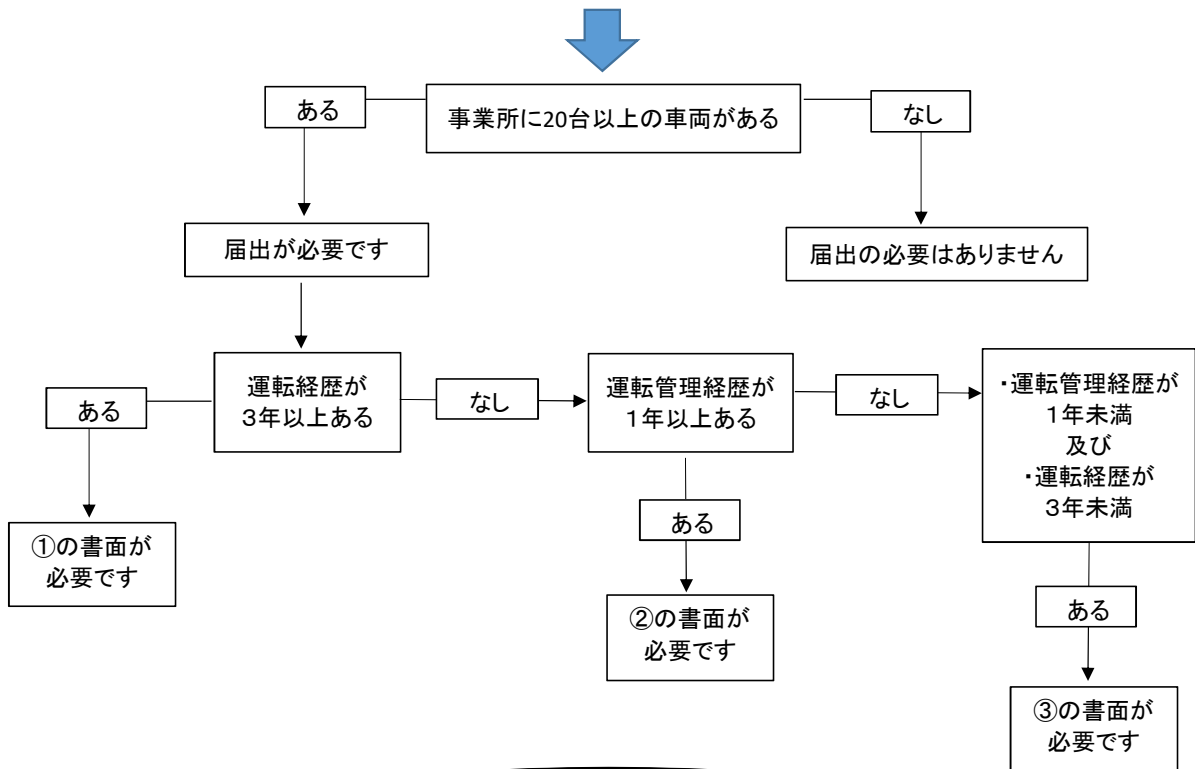 事業所に20台以上の車両がある
ある
なし
届出が必要です
届出の必要はありません
運転経歴が
3年以上ある
ある
なし
運転管理経歴が
1年以上ある
なし
・運転管理経歴が
1年未満
及び
・運転経歴が
3年未満
①の書面が
必要です
ある
②の書面が
必要です
ある
③の書面が
必要です